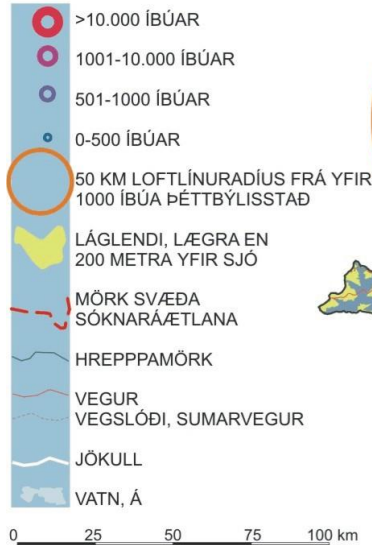 >10.000 ÍBÚAR
1001-10.000 ÍBÚAR
501-1000 ÍBÚAR
0-500 ÍBÚAR
50 KM LOFTLÍNURADÍUS FRÁ YFIR
1000 ÍBÚA ÞÉTTBÝLISSTAÐ
LÁGLENDI, LÆGRA EN
200 METRA YFIR SJÓ
MÖRK SVÆÐA
SÓKNARÁÆTLANA
HREPPPAMÖRK
VEGUR
VEGSLÓÐI, SUMARVEGUR
JÖKULL
VATN, Á
0 25 50 75 100 km